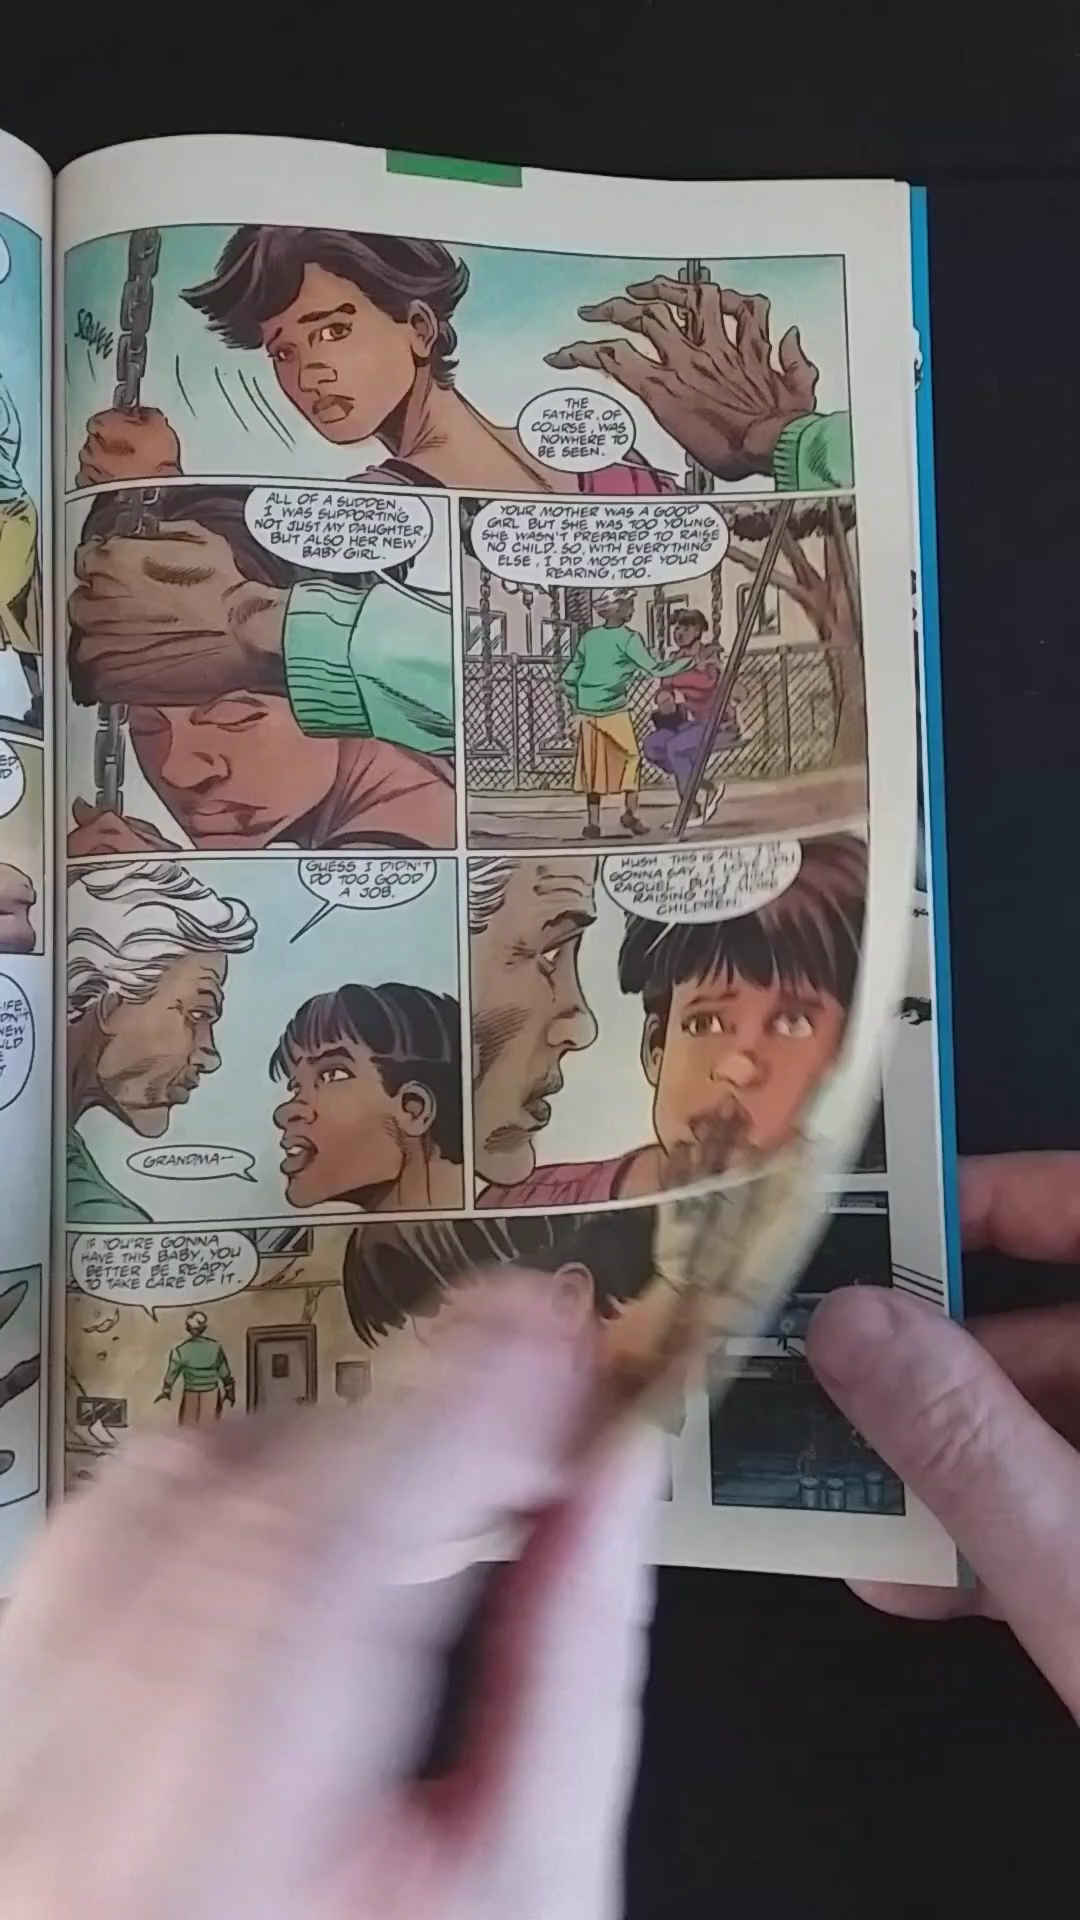 SQUEE
THE
FATHER, OF
COURSE, WAS
NOWHERE TO
BE SEEN.
ALL OF A SUDDEN,
I WAS SUPPORTING
NOT JUST MY DAUGHTER,
BUT ALSO HER NEW
BABY GIRL.
YOUR MOTHER WAS A GOOD
GIRL BUT SHE WAS TOO YOUNG.
SHE WASN'T PREPARED TO RAISE
NO CHILD. SO, WITH EVERYTHING
ELSE, I DID MOST OF YOUR
REARING, TOO.
GUESS I DIDN'T
DO TOO GOOD
A JOB.
GRANDMA--
HUSH. THIS IS ALL I'M
GONNA SAY. I LOVE YOU
RAQUEL, BUT
RAISING NO MORE
CHILDREN.
IF YOU'RE GONNA
HAVE THIS BABY, YOU
BETTER BE READY
TO TAKE CARE OF IT.